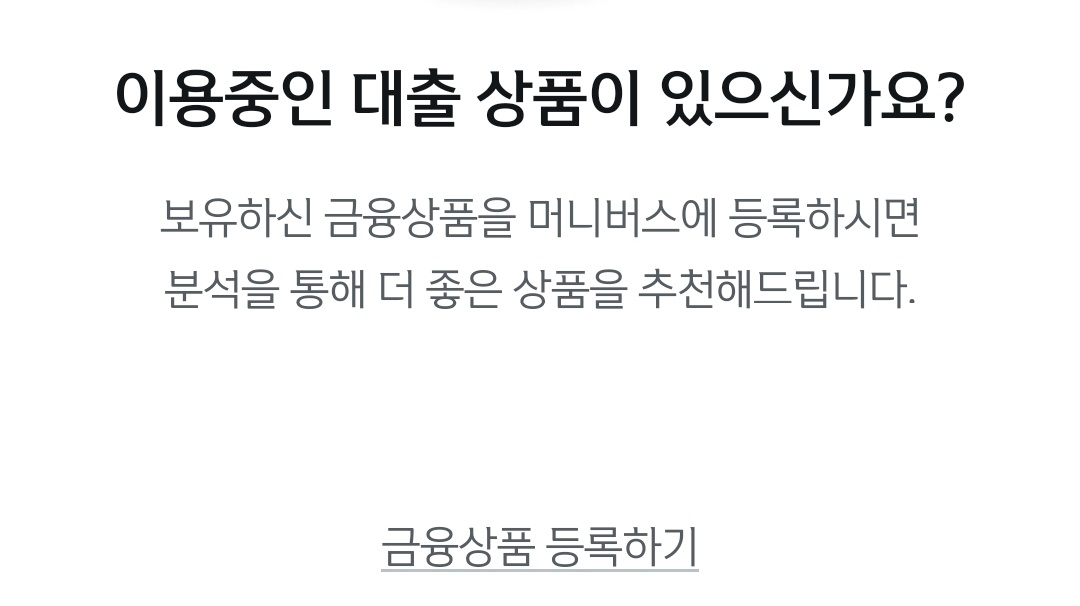 이용중인 대출 상품이 있으신가요?
보유하신 금융상품을 머니버스에 등록하시면
분석을 통해 더 좋은 상품을 추천해드립니다.
금융상품 등록하기